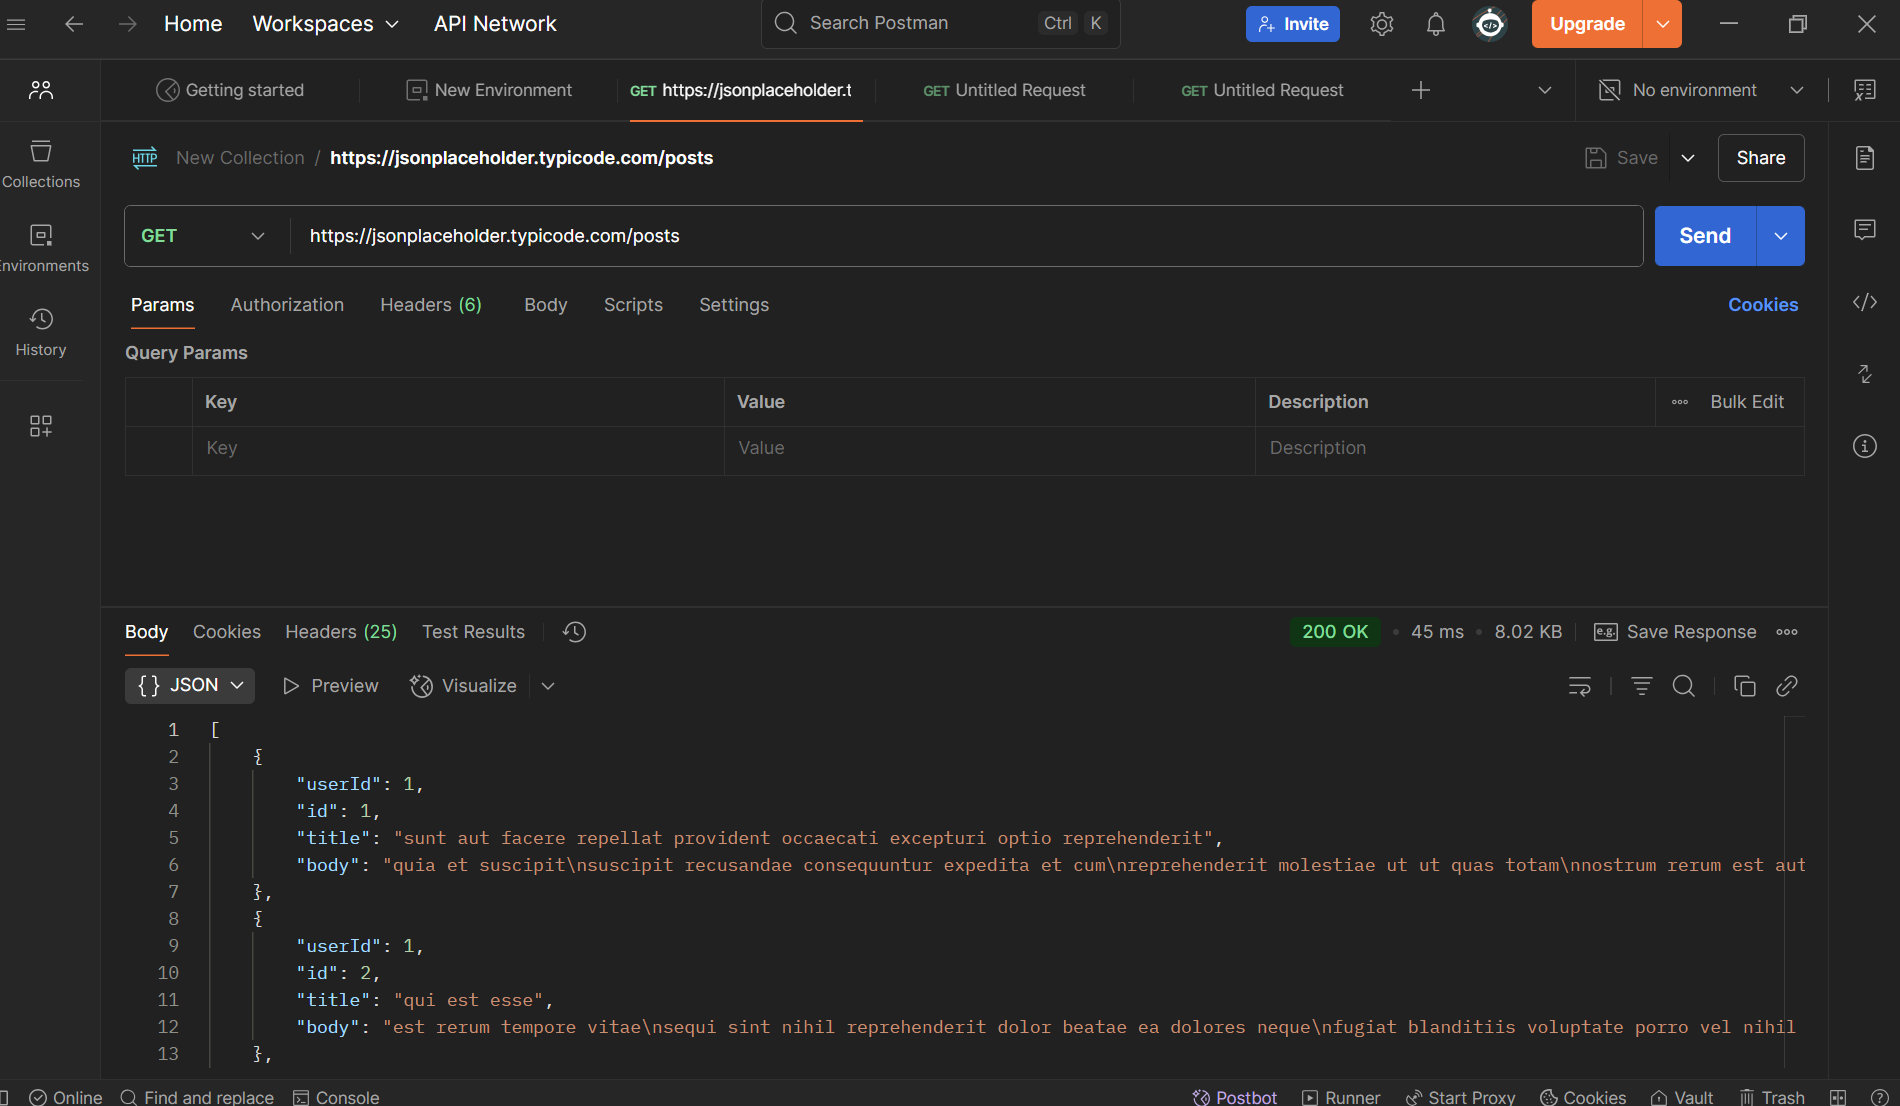 Home Workspaces API Network Search Postman Ctrl K Invite Upgrade
Getting started New Environment GET https://jsonplaceholder.t GET Untitled Request GET Untitled Request No environment
HTTP New Collection / https://jsonplaceholder.typicode.com/posts Save Share
Collections
GET https://jsonplaceholder.typicode.com/posts Send
nvironments
Params Authorization Headers (6) Body Scripts Settings Cookies
History
Query Params
Key Value Description Bulk Edit
Key Value Description
Body Cookies Headers (25) Test Results 200 OK • 45 ms • 8.02 KB e.g. Save Response
{} JSON Preview Visualize
1 [
2 {
3 "userId": 1,
4 "id": 1,
5 "title": "sunt aut facere repellat provident occaecati excepturi optio reprehenderit",
6 "body": "quia et suscipit\nsuscipit recusandae consequuntur expedita et cum\nreprehenderit molestiae ut ut quas totam\nnostrum rerum est aut
7 },
8 {
9 "userId": 1,
10 "id": 2,
11 "title": "qui est esse",
12 "body": "est rerum tempore vitae\nsequi sint nihil reprehenderit dolor beatae ea dolores neque\nfugiat blanditiis voluptate porro vel nihil
13 },
Online Find and replace Console Postbot Runner Start Proxy Cookies Vault Trash